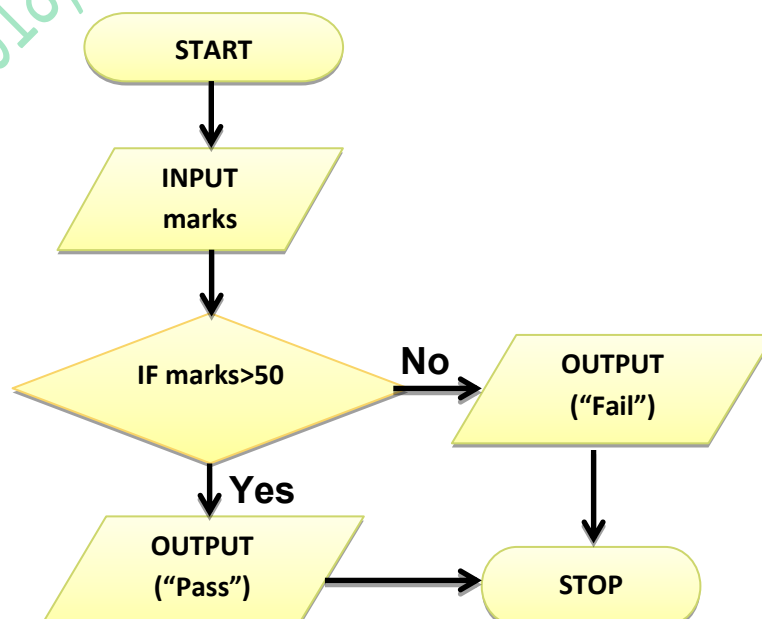 START
INPUT
marks
IF marks>50
No
OUTPUT
(“Fail”)
Yes
OUTPUT
(“Pass”)
STOP